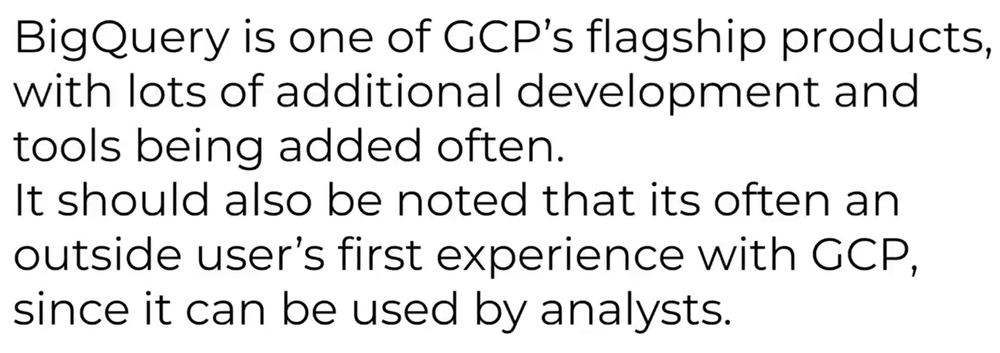 BigQuery is one of GCP’s flagship products,
with lots of additional development and
tools being added often.
It should also be noted that its often an
outside user’s first experience with GCP,
since it can be used by analysts.